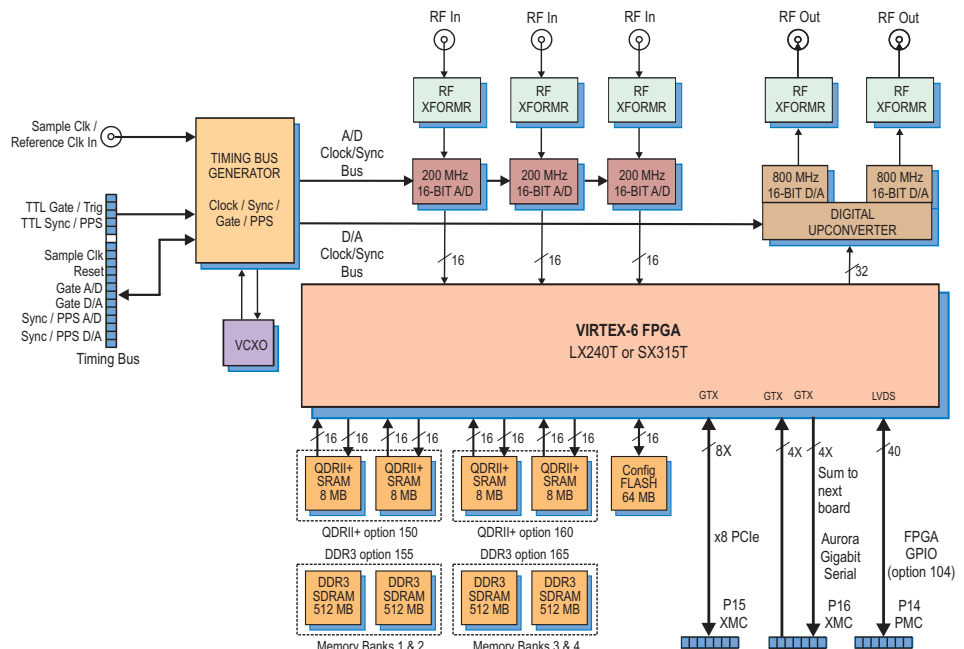 RF In
RF In
RF In
RF Out
RF Out
RF
XFORMR
RF
XFORMR
RF
XFORMR
RF
XFORMR
RF
XFORMR
Sample Clk /
Reference Clk In
TIMING BUS
GENERATOR
Clock / Sync /
Gate / PPS
A/D
Clock/Sync
Bus
200 MHz
16-BIT A/D
200 MHz
16-BIT A/D
200 MHz
16-BIT A/D
800 MHz
16-BIT D/A
800 MHz
16-BIT D/A
DIGITAL
UPCONVERTER
TTL Gate / Trig
TTL Sync / PPS
Sample Clk
Reset
Gate A/D
Gate D/A
Sync / PPS A/D
Sync / PPS D/A
Timing Bus
D/A
Clock/Sync
Bus
16
16
16
32
VCXO
VIRTEX-6 FPGA
LX240T or SX315T
GTX
GTX
GTX
LVDS
16
16
16
16
16
16
16
16
16
8X
4X
4X
40
QDRII+
SRAM
8 MB
QDRII+
SRAM
8 MB
QDRII+
SRAM
8 MB
QDRII+
SRAM
8 MB
Config
FLASH
64 MB
QDRII+ option 150
QDRII+ option 160
DDR3 option 155
DDR3 option 165
DDR3
SDRAM
512 MB
DDR3
SDRAM
512 MB
DDR3
SDRAM
512 MB
DDR3
SDRAM
512 MB
Memory Banks 1 & 2
Memory Banks 3 & 4
x8 PCIe
Sum to
next
board
Aurora
Gigabit
Serial
FPGA
GPIO
(option 104)
P15
XMC
P16
XMC
P14
PMC